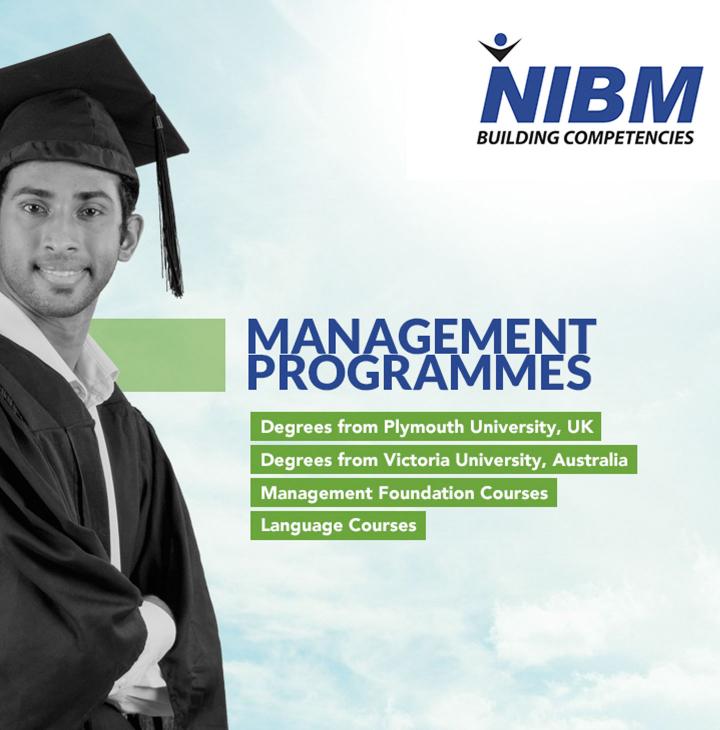 NIBM
BUILDING COMPETENCIES
MANAGEMENT
PROGRAMMES
Degrees from Plymouth University, UK
Degrees from Victoria University, Australia
Management Foundation Courses
Language Courses